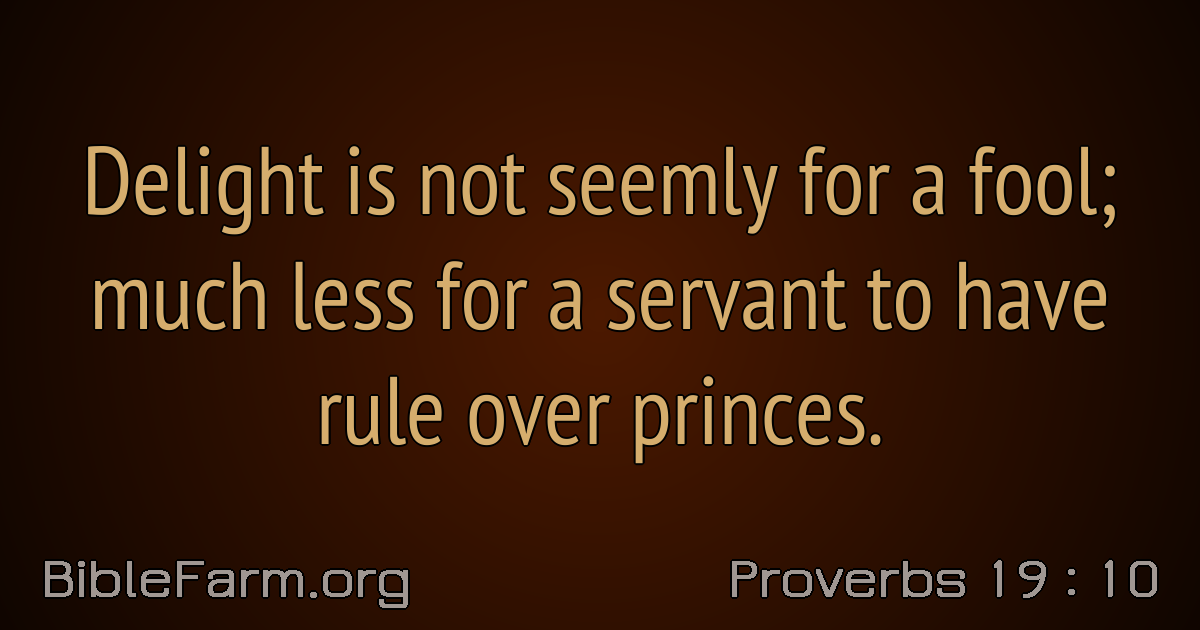 Delight is not seemly for a fool;
much less for a servant to have
rule over princes.
BibleFarm.org
Proverbs 19 : 10